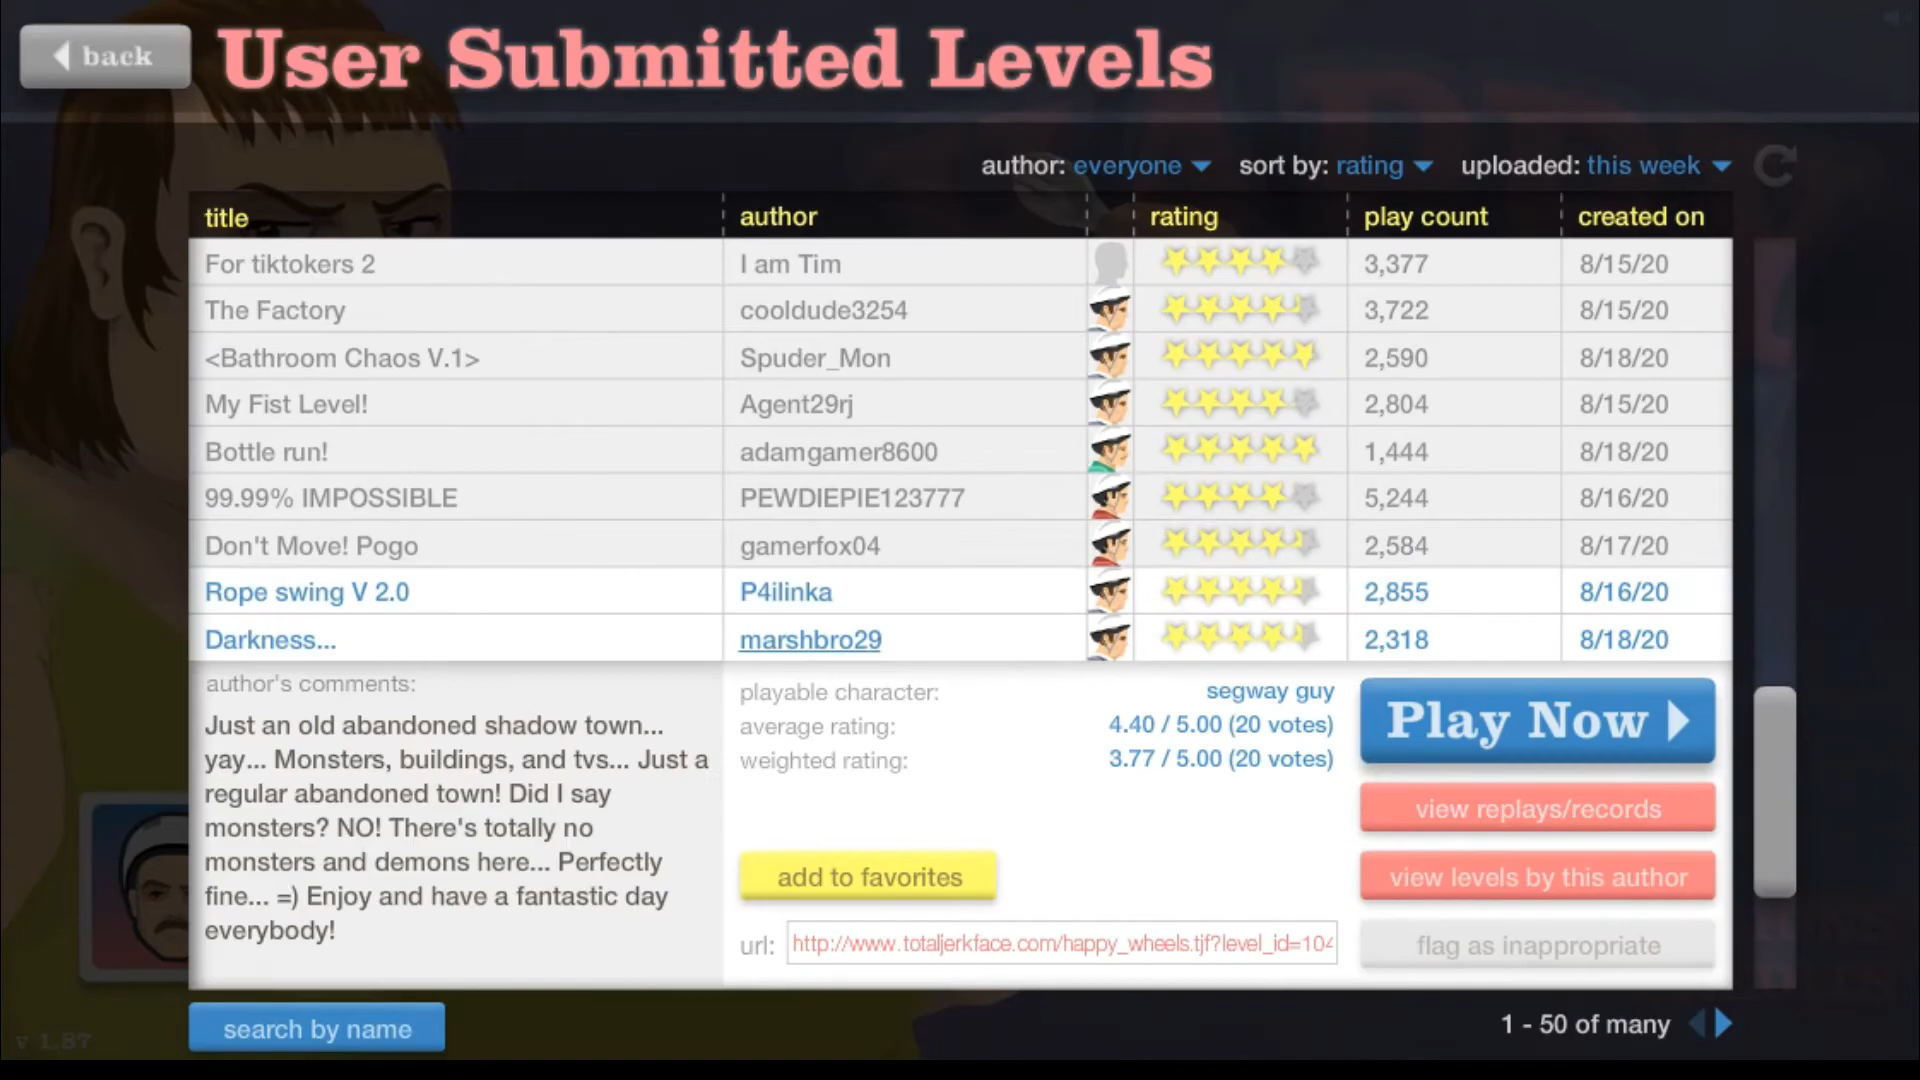 back
User Submitted Levels
author: everyone sort by: rating uploaded: this week
title author rating play count created on
For tiktokers 2 I am Tim 3,377 8/15/20
The Factory cooldude3254 3,722 8/15/20
<Bathroom Chaos V.1> Spuder_Mon 2,590 8/18/20
My Fist Level! Agent29rj 2,804 8/15/20
Bottle run! adamgamer8600 1,444 8/18/20
99.99% IMPOSSIBLE PEWDIEPIE123777 5,244 8/16/20
Don't Move! Pogo gamerfox04 2,584 8/17/20
Rope swing V 2.0 P4ilinka 2,855 8/16/20
Darkness... marshbro29 2,318 8/18/20
author's comments:
Just an old abandoned shadow town...
yay... Monsters, buildings, and tvs... Just a
regular abandoned town! Did I say
monsters? NO! There's totally no
monsters and demons here... Perfectly
fine... =) Enjoy and have a fantastic day
everybody!
playable character: segway guy
average rating: 4.40 / 5.00 (20 votes)
weighted rating: 3.77 / 5.00 (20 votes)
add to favorites
url: http://www.totaljerkface.com/happy_wheels.tjf?level_id=104
Play Now
view replays/records
view levels by this author
flag as inappropriate
search by name
1 - 50 of many
v 1.87